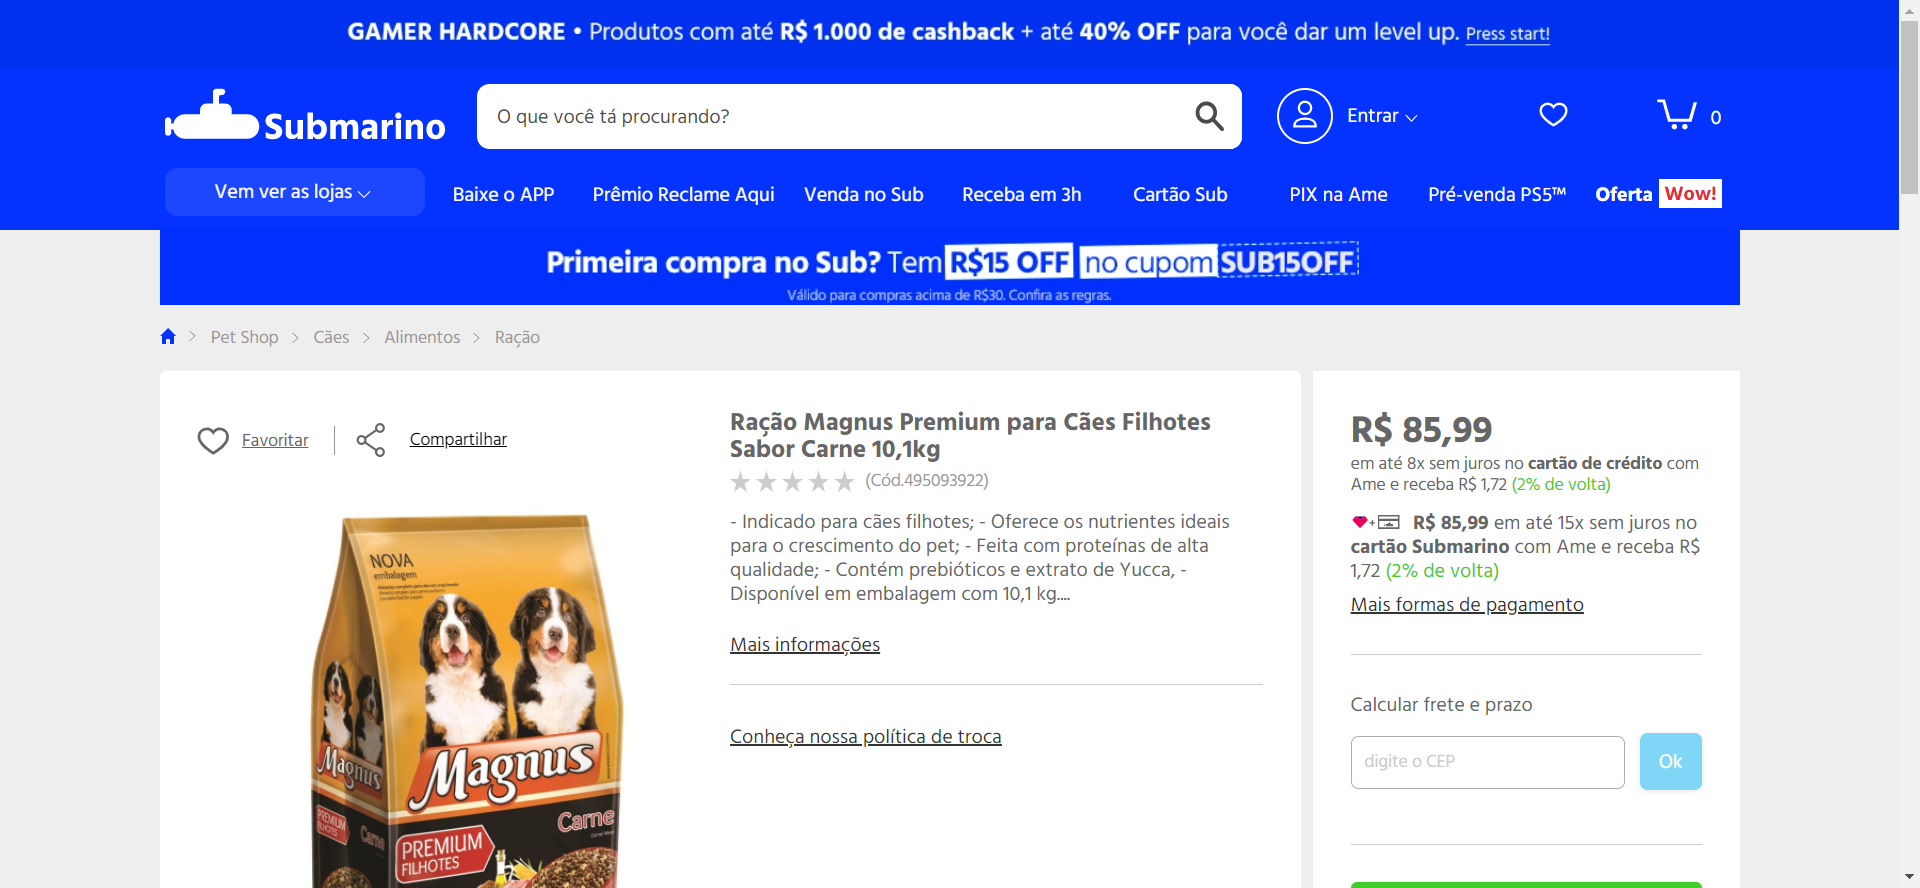 GAMER HARDCORE • Produtos com até R$ 1.000 de cashback + até 40% OFF para você dar um level up. Press start!
Submarino
O que você tá procurando?
Entrar
0
Vem ver as lojas
Baixe o APP
Prêmio Reclame Aqui
Venda no Sub
Receba em 3h
Cartão Sub
PIX na Ame
Pré-venda PS5™
Oferta Wow!
Primeira compra no Sub? Tem R$15 OFF no cupom SUB15OFF
Válido para compras acima de R$30. Confira as regras.
Pet Shop > Cães > Alimentos > Ração
Favoritar
Compartilhar
NOVA
embalagem
Magnus
Magnus
PREMIUM
FILHOTES
Carne
Carne
PREMIUM
FILHOTES
Ração Magnus Premium para Cães Filhotes
Sabor Carne 10,1kg
(Cód.495093922)
- Indicado para cães filhotes; - Oferece os nutrientes ideais
para o crescimento do pet; - Feita com proteínas de alta
qualidade; - Contém prebióticos e extrato de Yucca, -
Disponível em embalagem com 10,1 kg....
Mais informações
Conheça nossa política de troca
R$ 85,99
em até 8x sem juros no cartão de crédito com
Ame e receba R$ 1,72 (2% de volta)
+ R$ 85,99 em até 15x sem juros no
cartão Submarino com Ame e receba R$
1,72 (2% de volta)
Mais formas de pagamento
Calcular frete e prazo
digite o CEP
Ok